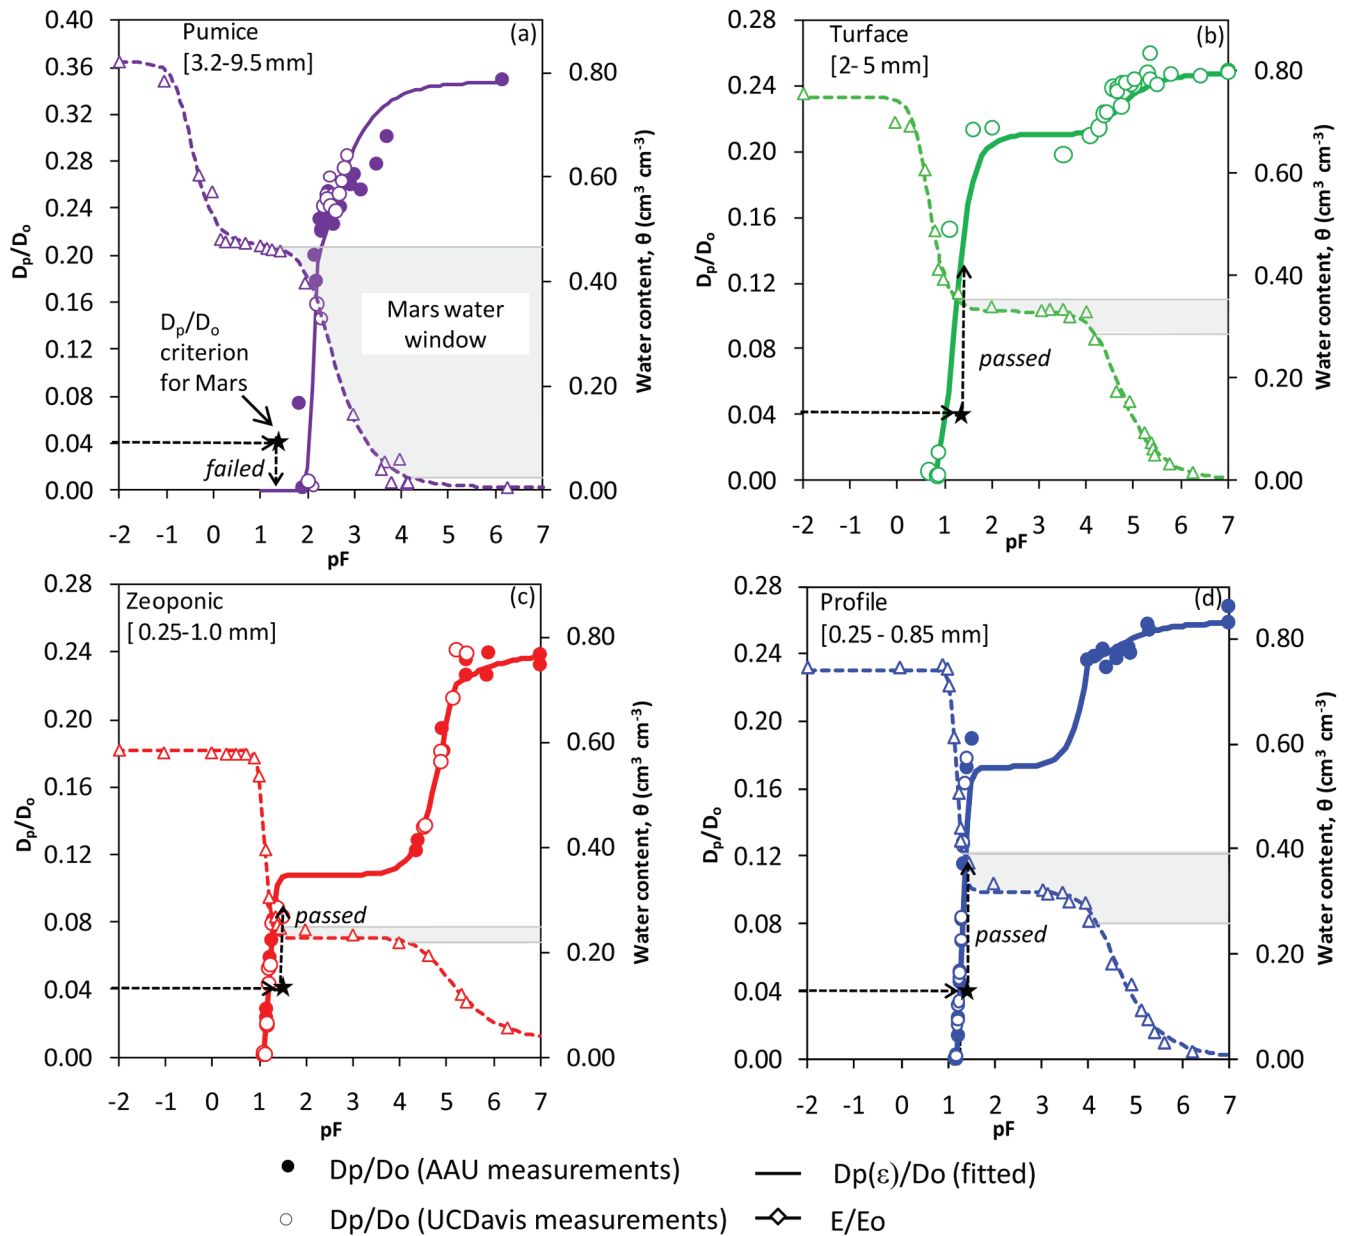 Pumice
[3.2-9.5 mm]
(a)
0.40
0.36
0.32
0.28
0.24
0.20
0.16
0.12
0.08
0.04
0.00
Dp/Do
0.80
0.60
0.40
0.20
0.00
Water content, θ (cm³ cm⁻³)
Mars water
window
Dp/Do
criterion
for Mars
failed
-2 -1 0 1 2 3 4 5 6 7
pF
Turface
[2- 5 mm]
(b)
0.28
0.24
0.20
0.16
0.12
0.08
0.04
0.00
Dp/Do
0.80
0.60
0.40
0.20
0.00
Water content, θ (cm³ cm⁻³)
passed
-2 -1 0 1 2 3 4 5 6 7
pF
Zeoponic
[ 0.25-1.0 mm]
(c)
0.28
0.24
0.20
0.16
0.12
0.08
0.04
0.00
Dp/Do
0.80
0.60
0.40
0.20
0.00
Water content, θ (cm³ cm⁻³)
passed
-2 -1 0 1 2 3 4 5 6 7
pF
Profile
[0.25 - 0.85 mm]
(d)
0.28
0.24
0.20
0.16
0.12
0.08
0.04
0.00
Dp/Do
0.80
0.60
0.40
0.20
0.00
Water content, θ (cm³ cm⁻³)
passed
-2 -1 0 1 2 3 4 5 6 7
pF
Dp/Do (AAU measurements)
Dp(ε)/Do (fitted)
Dp/Do (UCDavis measurements)
E/Eo